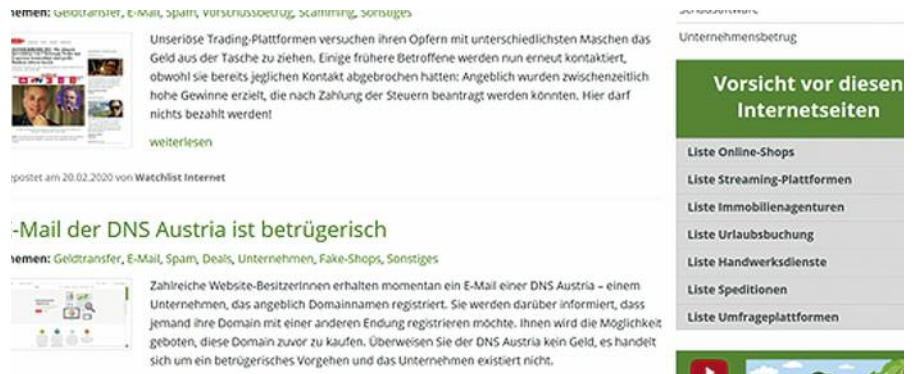 Themen: Geldtransfer, E-Mail, Spam, Vorschussbetrug, Scamming, Sonstiges
Unseriöse Trading-Plattformen versuchen ihren Opfern mit unterschiedlichsten Maschen das
Geld aus der Tasche zu ziehen. Einige frühere Betroffene werden nun erneut kontaktiert,
obwohl sie bereits jeglichen Kontakt abgebrochen hatten: Angeblich wurden zwischenzeitlich
hohe Gewinne erzielt, die nach Zahlung der Steuern beantragt werden könnten. Hier darf
nichts bezahlt werden!
weiterlesen
epostet am 20.02.2020 von Watchlist Internet
E-Mail der DNS Austria ist betrügerisch
hemen: Geldtransfer, E-Mail, Spam, Deals, Unternehmen, Fake-Shops, Sonstiges
Zahlreiche Website-BesitzerInnen erhalten momentan ein E-Mail einer DNS Austria – einem
Unternehmen, das angeblich Domainnamen registriert. Sie werden darüber informiert, dass
jemand ihre Domain mit einer anderen Endung registrieren möchte. Ihnen wird die Möglichkeit
geboten, diese Domain zuvor zu kaufen. Überweisen Sie der DNS Austria kein Geld, es handelt
sich um ein betrügerisches Vorgehen und das Unternehmen existiert nicht.
Schadsoftware
Unternehmensbetrug
Vorsicht vor diesen
Internetseiten
Liste Online-Shops
Liste Streaming-Plattformen
Liste Immobilienagenturen
Liste Urlaubsbuchung
Liste Handwerksdienste
Liste Speditionen
Liste Umfrageplattformen